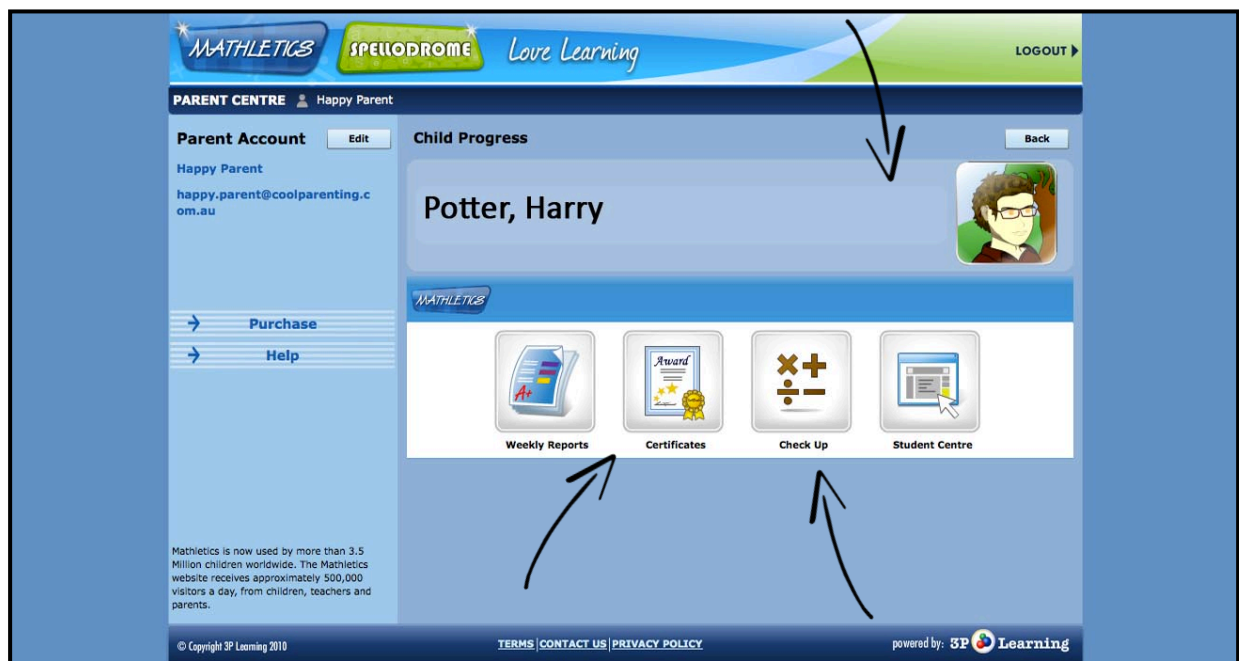 MATHLETICS SPELLODROME Love Learning LOGOUT
PARENT CENTRE Happy Parent
Parent Account Edit
Happy Parent
happy.parent@coolparenting.c
om.au
Purchase
Help
Mathletics is now used by more than 3.5
Million children worldwide. The Mathletics
website receives approximately 500,000
visitors a day, from children, teachers and
parents.
Child Progress Back
Potter, Harry
MATHLETICS
A+
Award
Weekly Reports Certificates Check Up Student Centre
© Copyright 3P Learning 2010 TERMS|CONTACT US|PRIVACY POLICY powered by: 3P Learning